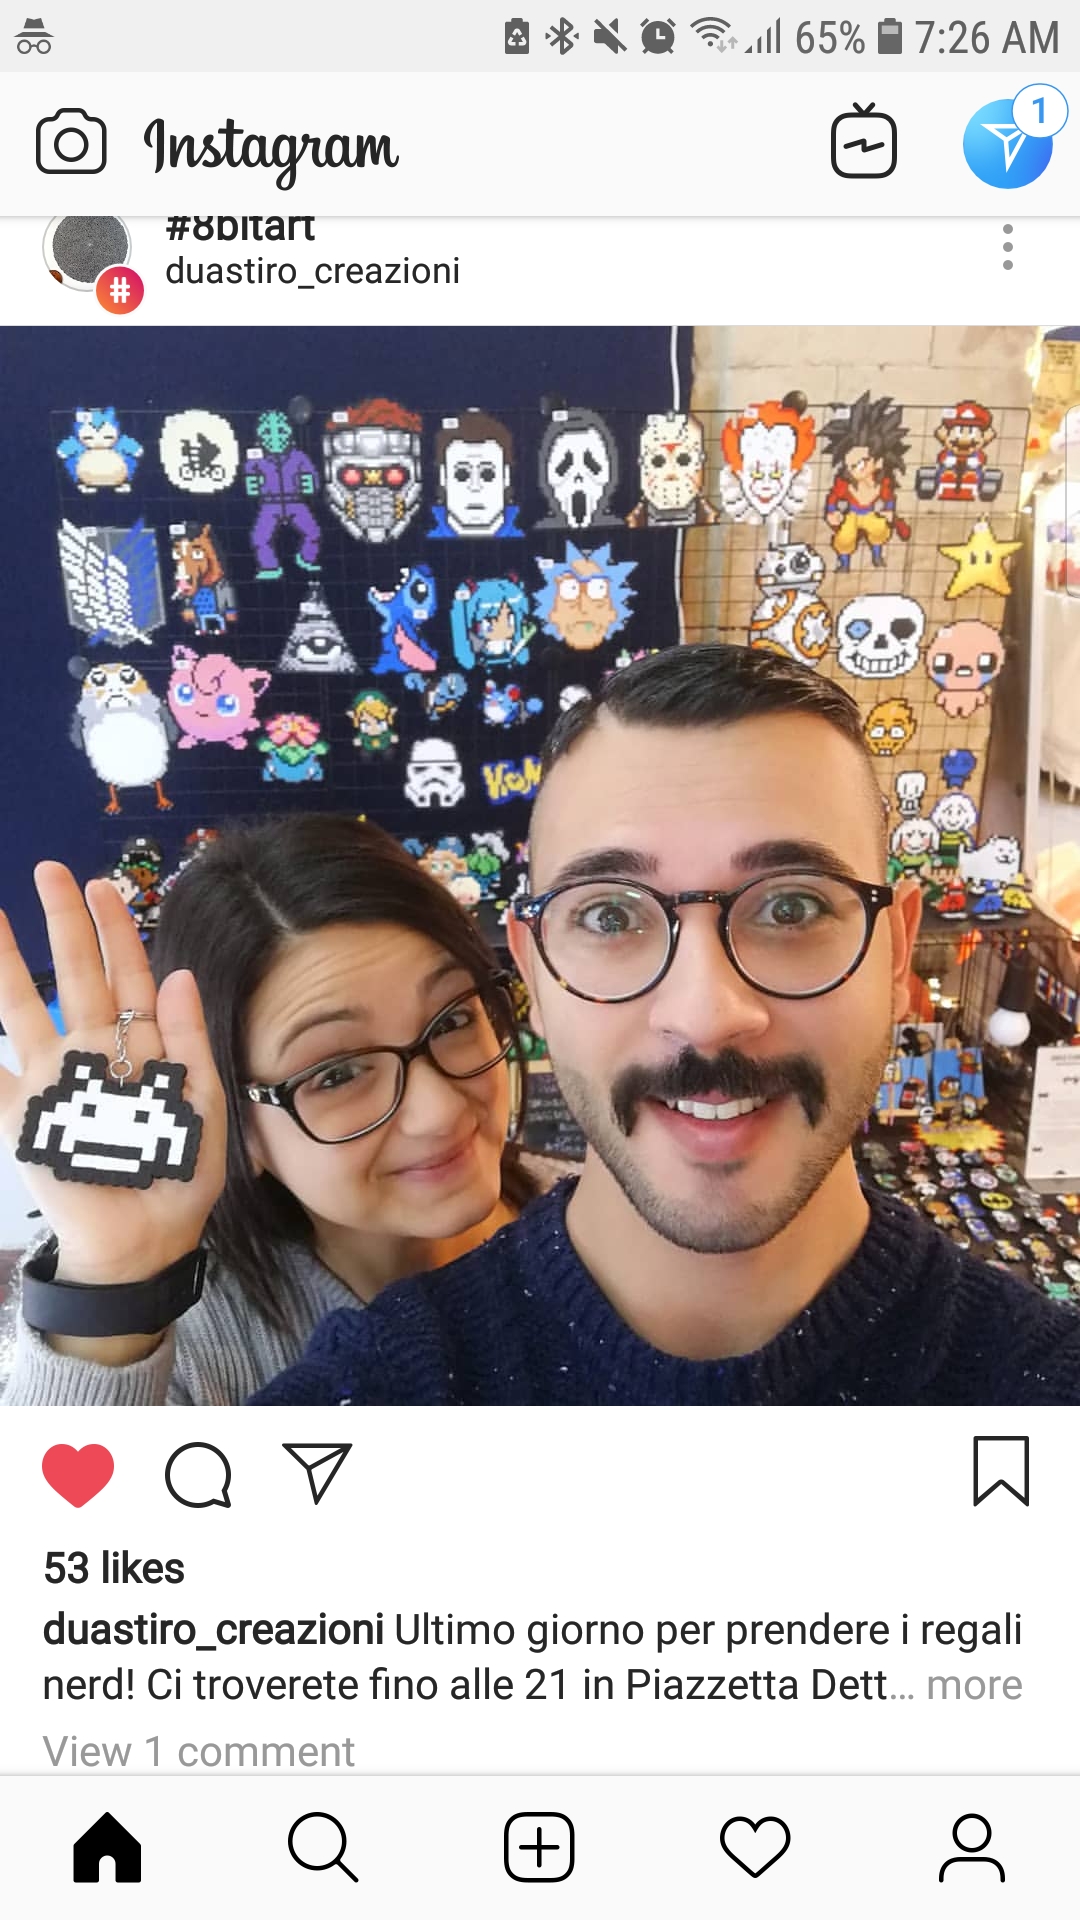 65% 7:26 AM
Instagram
1
#8bitart
duastiro_creazioni
#
53 likes
duastiro_creazioni Ultimo giorno per prendere i regali
nerd! Ci troverete fino alle 21 in Piazzetta Dett... more
View 1 comment